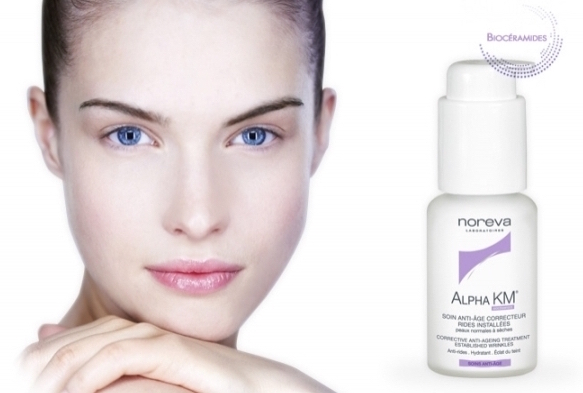 BIOCÉRAMIDES
noreva
LABORATOIRES
ALPHA KM®
SOIN ANTI-ÂGE CORRECTEUR
RIDES INSTALLÉES
peaux normales à sèches
CORRECTIVE ANTI-AGEING TREATMENT
ESTABLISHED WRINKLES
Anti-rides . Hydratant . Éclat du teint
SOINS ANTI-ÂGE